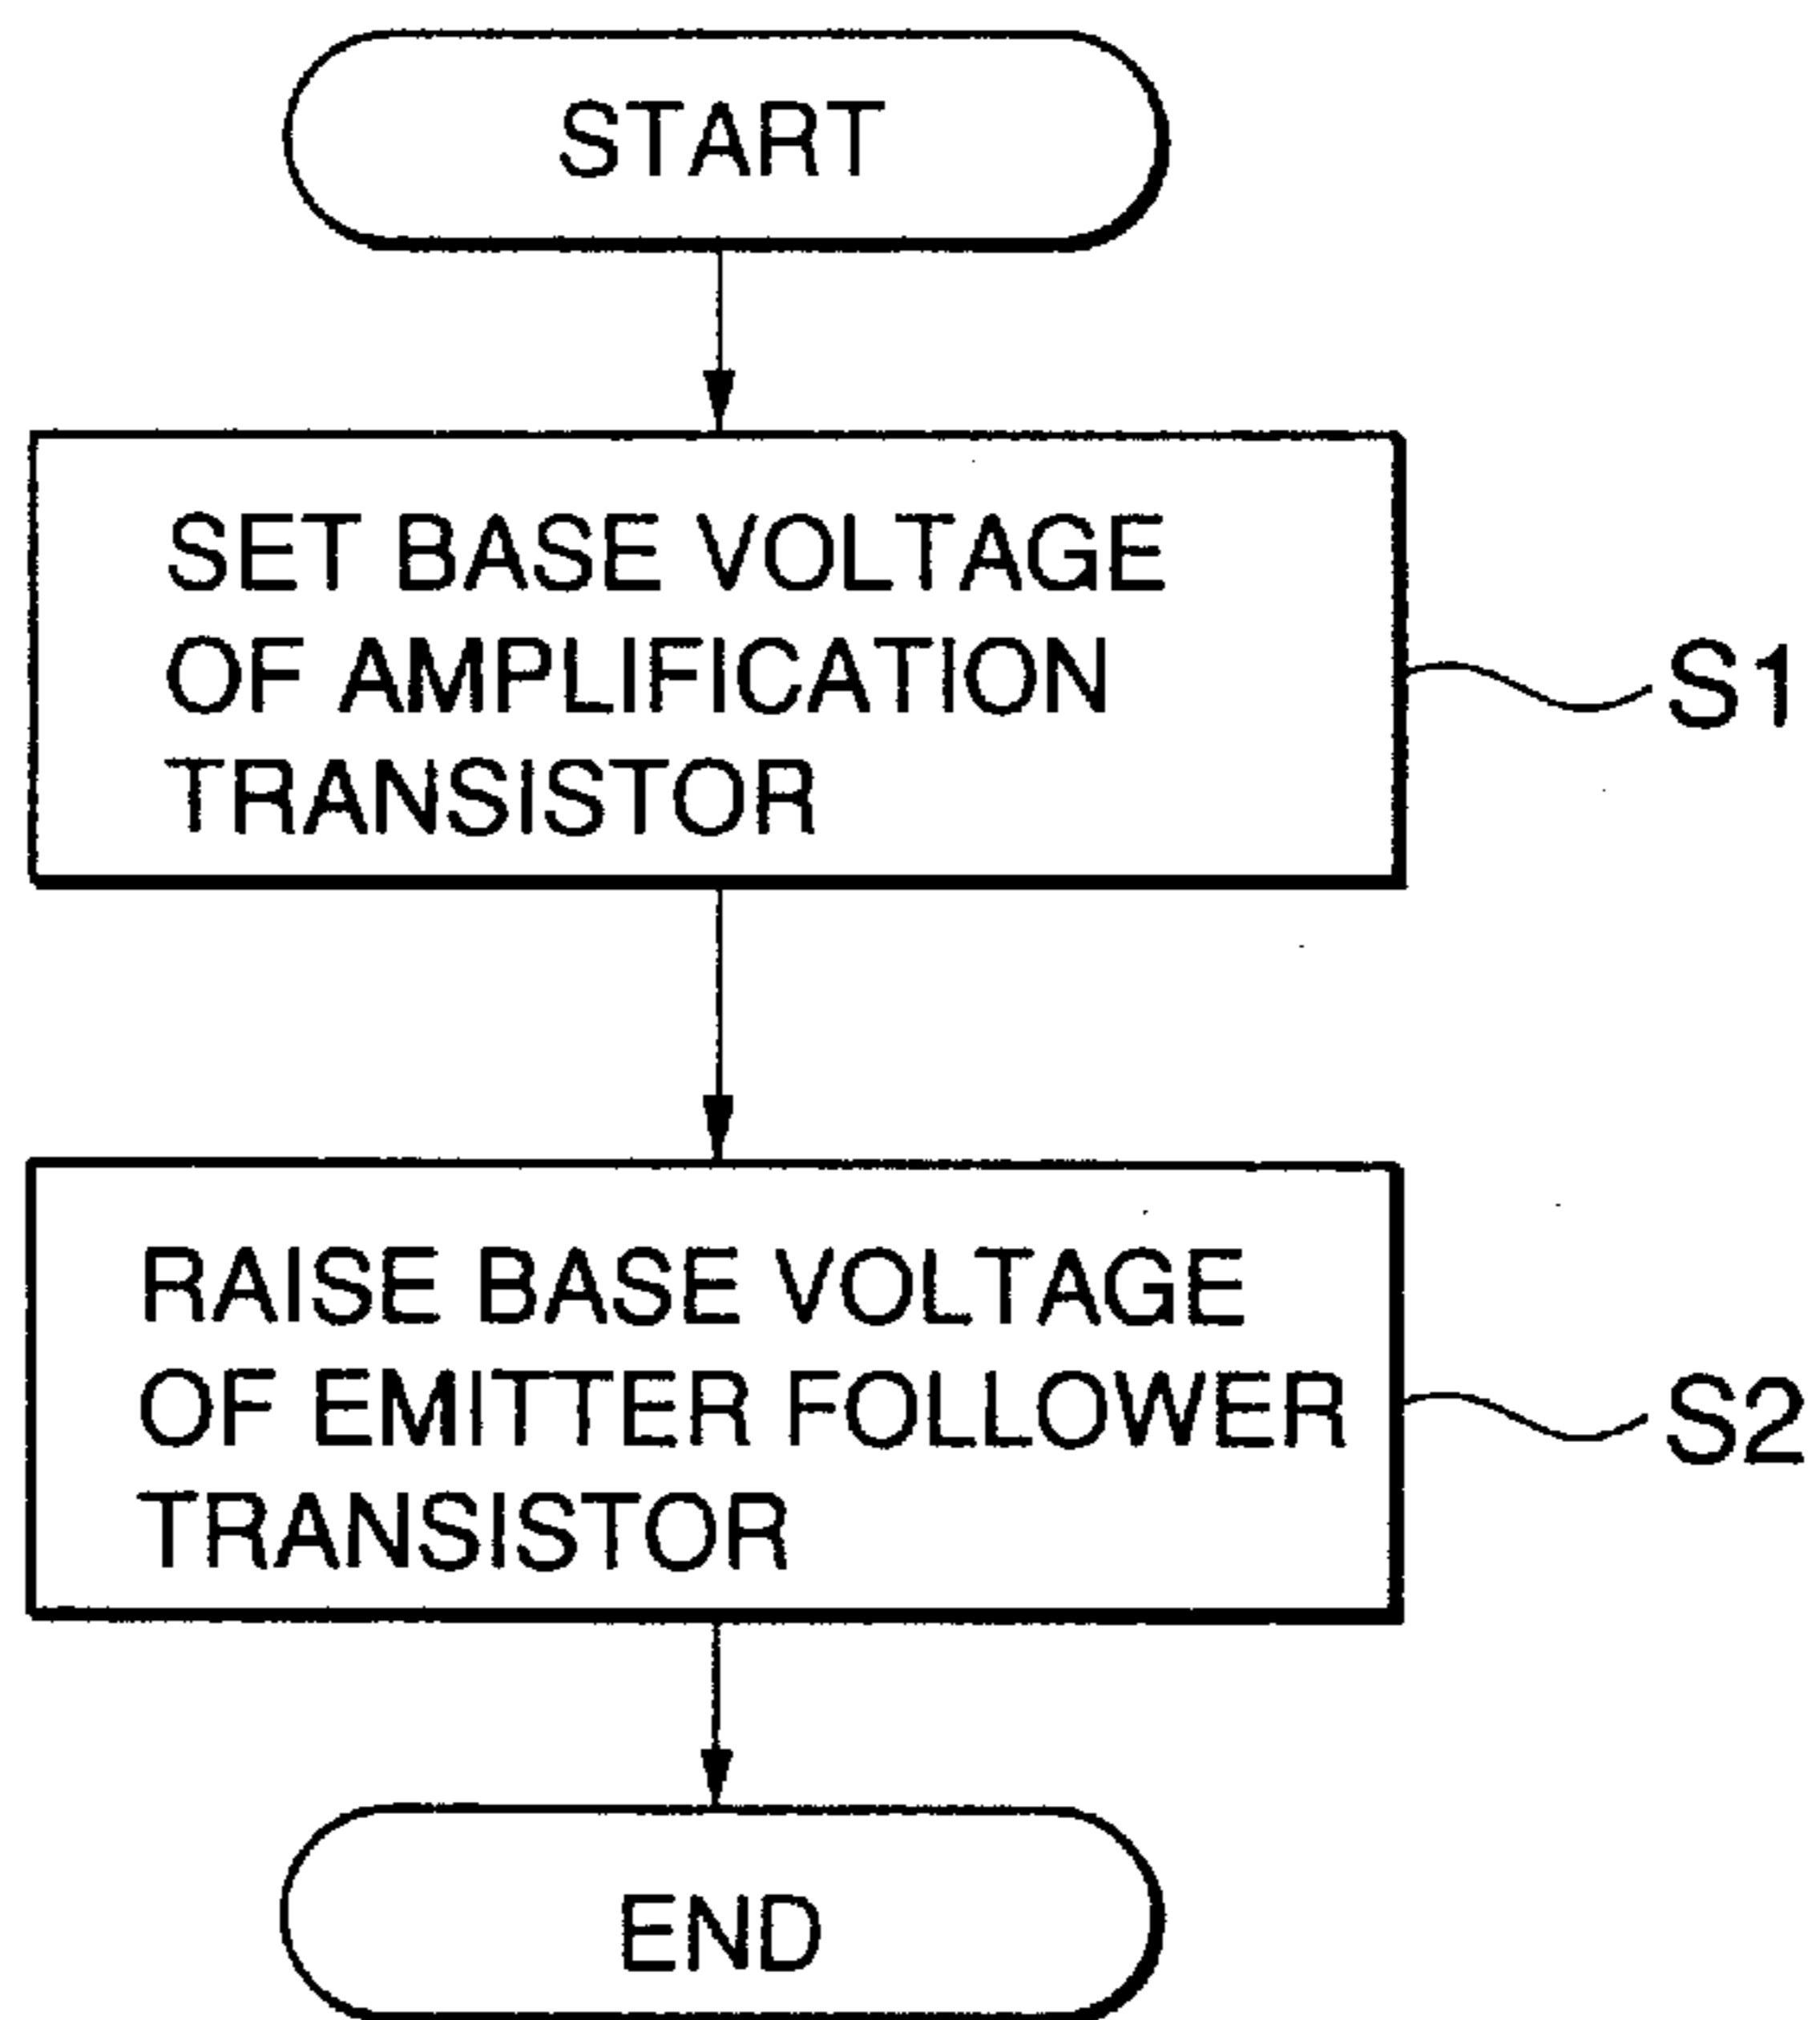 START
SET BASE VOLTAGE
OF AMPLIFICATION
TRANSISTOR
S1
RAISE BASE VOLTAGE
OF EMITTER FOLLOWER
TRANSISTOR
S2
END